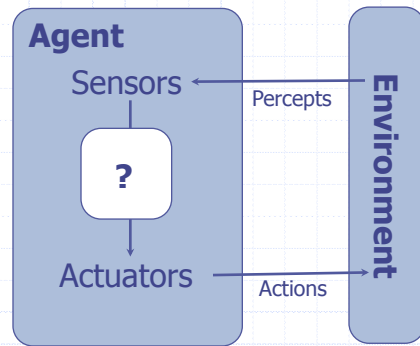 Agent
Sensors
Percepts
?
Environment
Actuators
Actions